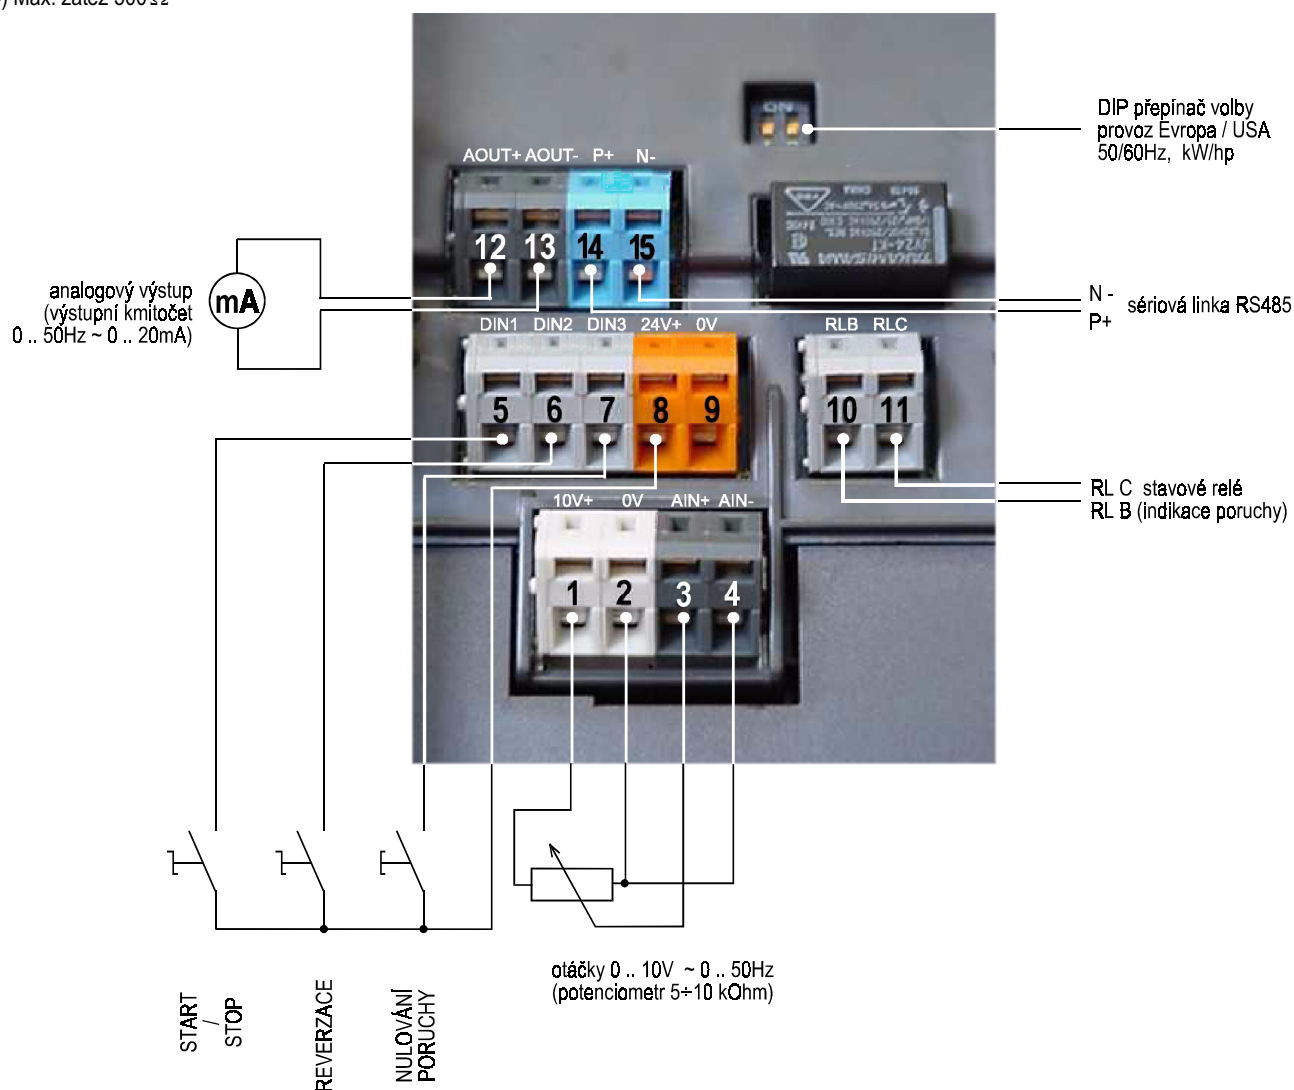 ) Max. zátěž 500Ω
ON
DIP přepínač volby
provoz Evropa / USA
50/60Hz, kW/hp
AOUT+ AOUT- P+ N-
12 13 14 15
analogový výstup
(výstupní kmitočet
0 .. 50Hz ~ 0 .. 20mA)
mA
N -
P+
sériová linka RS485
DIN1 DIN2 DIN3 24V+ 0V
RLB RLC
5 6 7 8 9
10 11
RL C stavové relé
RL B (indikace poruchy)
10V+ 0V AIN+ AIN-
1 2 3 4
otáčky 0 .. 10V ~ 0 .. 50Hz
(potenciometr 5÷10 kOhm)
START
STOP
REVERZACE
NULOVÁNÍ
PORUCHY